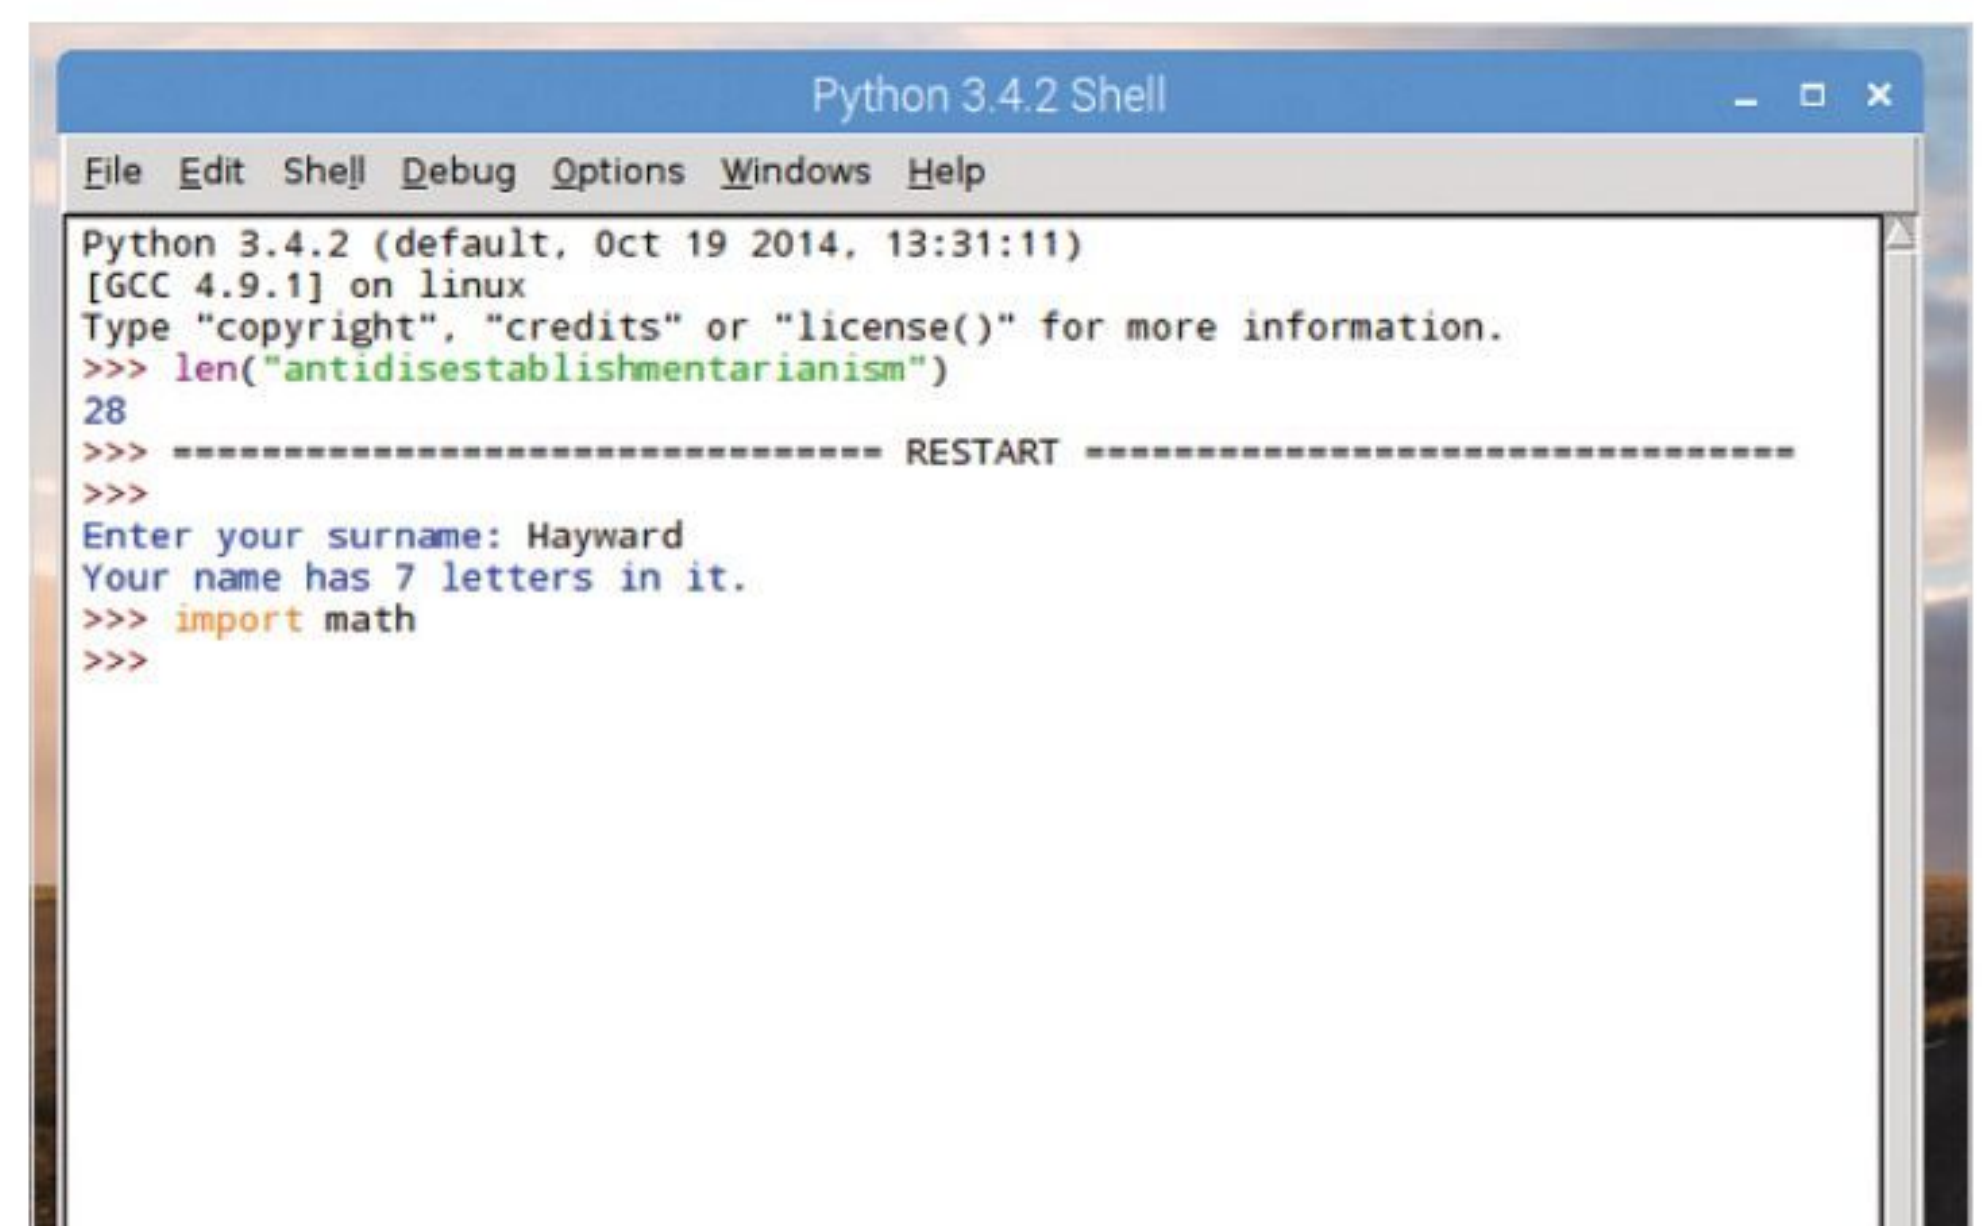 Python 3.4.2 Shell
File Edit Shell Debug Options Windows Help
Python 3.4.2 (default, Oct 19 2014, 13:31:11)
[GCC 4.9.1] on linux
Type "copyright", "credits" or "license()" for more information.
>>> len("antidisestablishmentarianism")
28
>>> ================================ RESTART ================================
>>>
Enter your surname: Hayward
Your name has 7 letters in it.
>>> import math
>>>